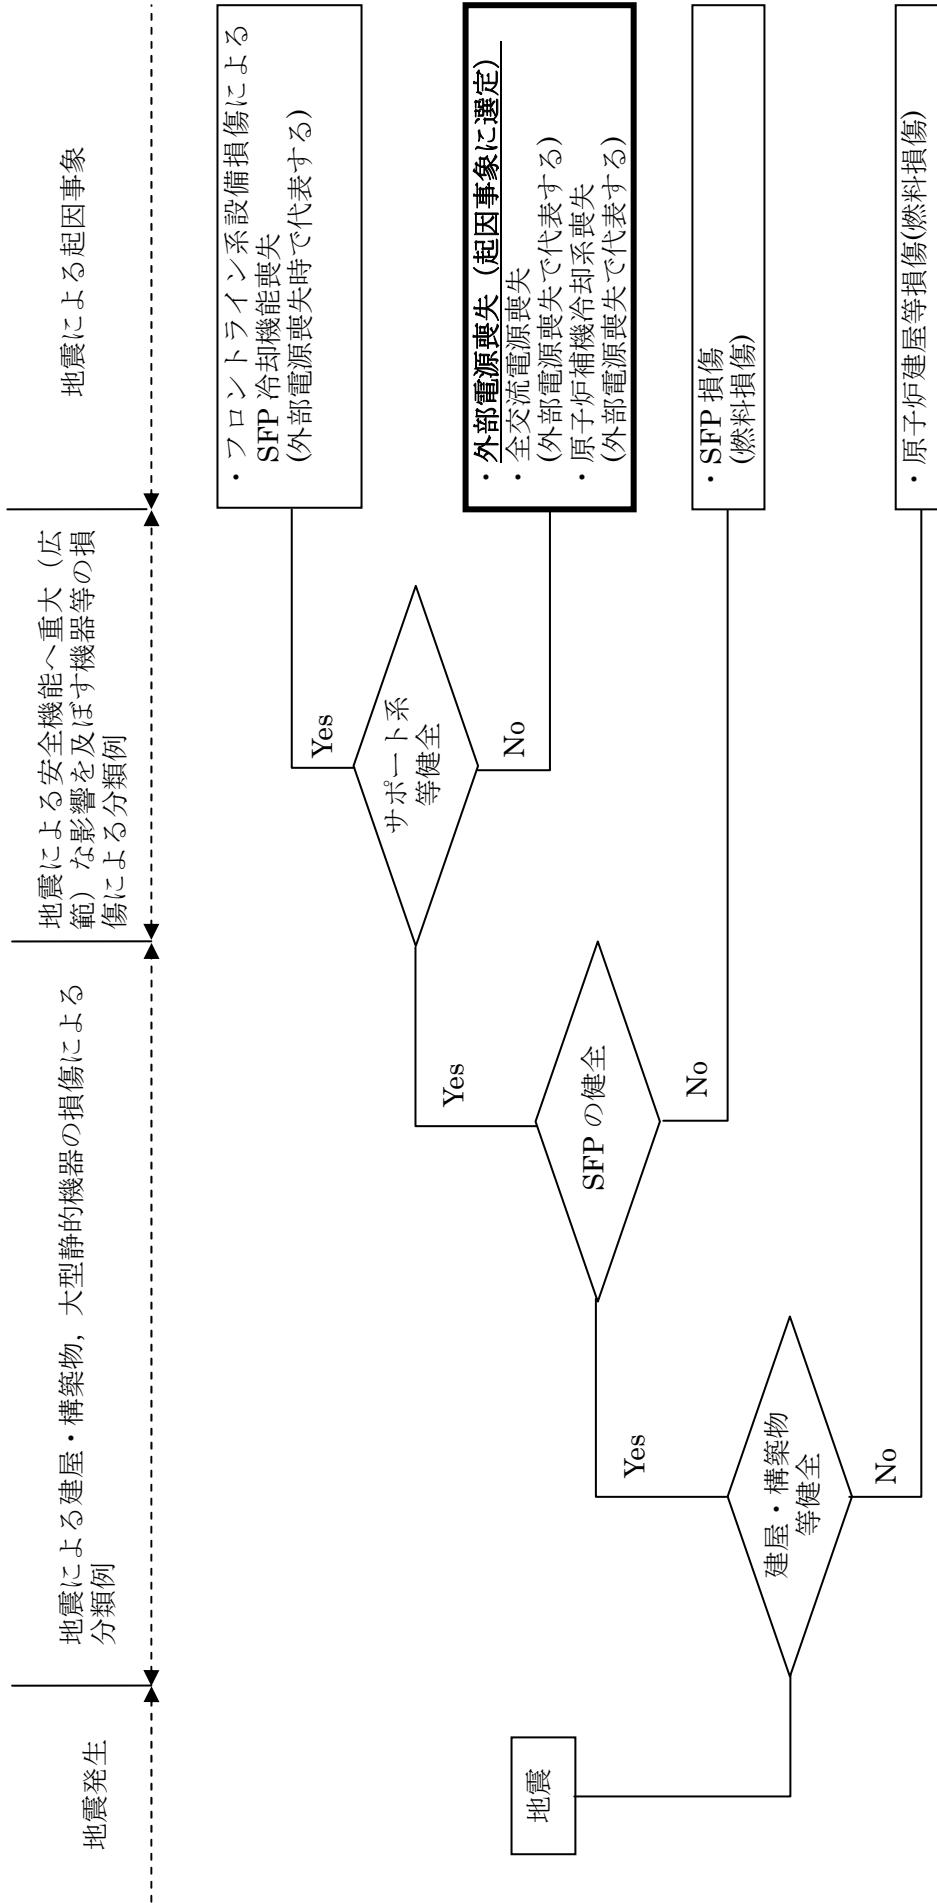 地震発生
地震による建屋・構築物，大型静的機器の損傷による
分類例
地震による安全機能へ重大（広
範）な影響を及ぼす機器等の損
傷による分類例
地震による起因事象
地震
建屋・構築物
等健全
Yes
No
SFP の健全
Yes
No
サポート系
等健全
Yes
No
・フロントライン系設備損傷による
SFP 冷却機能喪失
(外部電源喪失時で代表する)
・外部電源喪失（起因事象に選定）
・全交流電源喪失
(外部電源喪失で代表する)
・原子炉補機冷却系喪失
(外部電源喪失で代表する)
・SFP 損傷
(燃料損傷)
・原子炉建屋等損傷(燃料損傷)